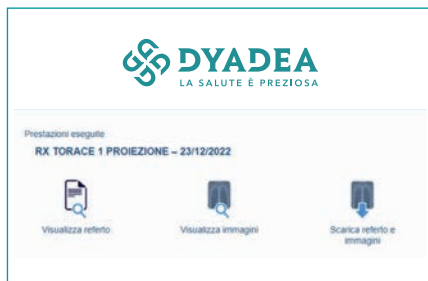 DYADEA
LA SALUTE È PREZIOSA
Prestazioni eseguite
RX TORACE 1 PROIEZIONE – 23/12/2022
Visualizza referto
Visualizza immagini
Scarica referto e
immagini